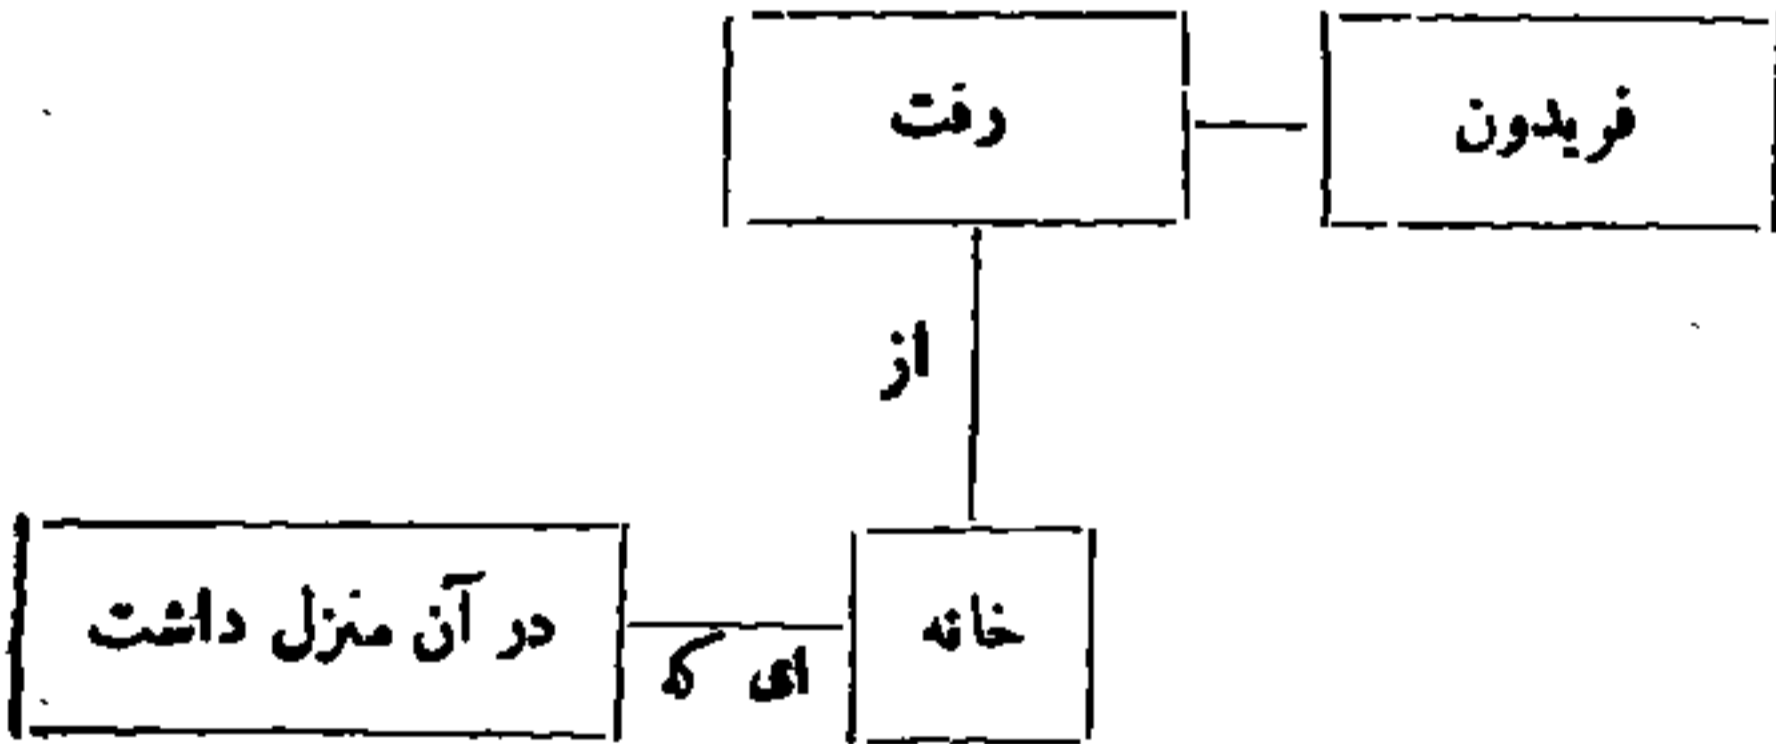 فریدون رفت
از
خانه ای که در آن منزل داشت